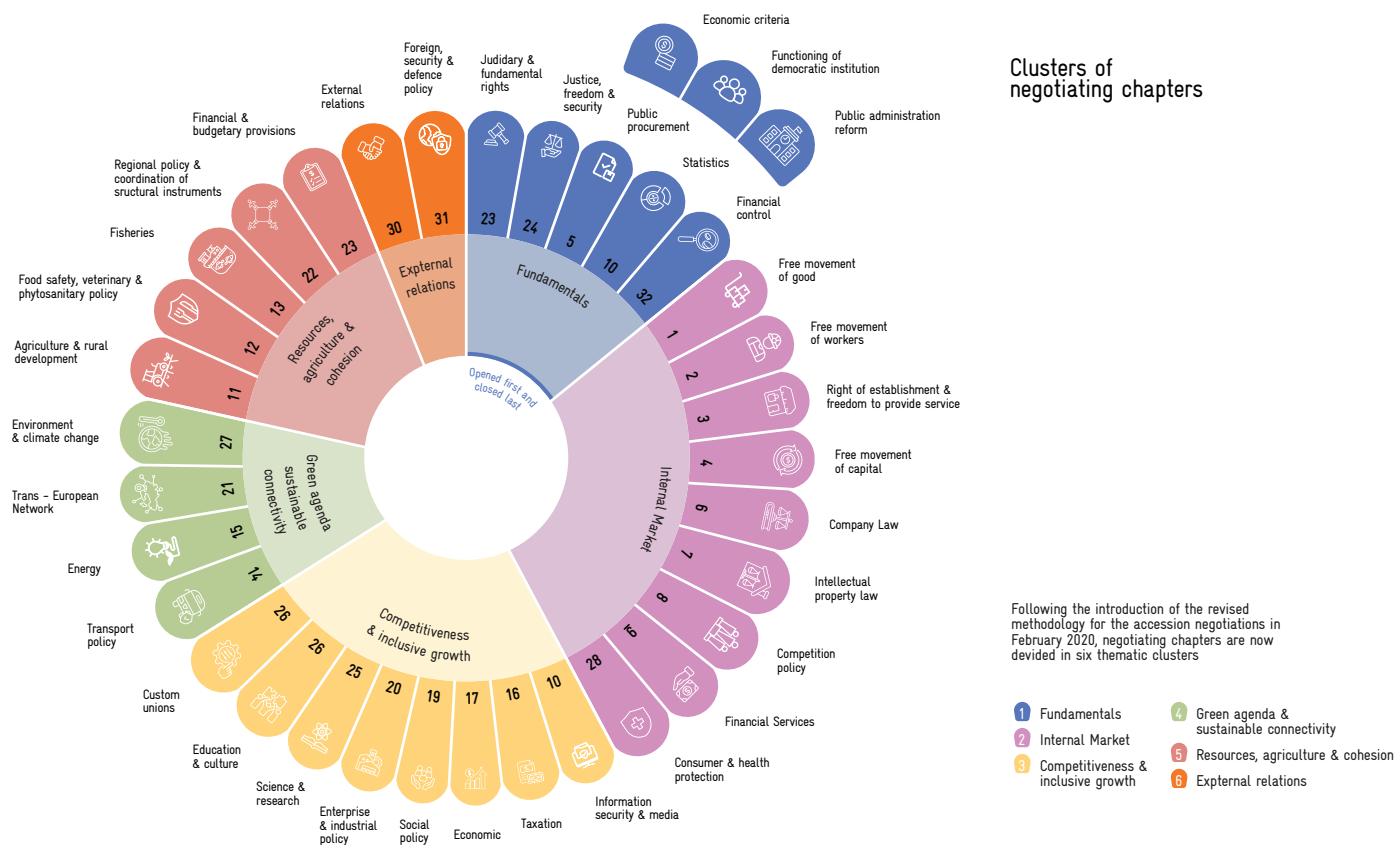 Clusters of
negotiating chapters
Economic criteria
Functioning of
democratic institution
Public administration
reform
Foreign,
security &
defence
policy
Judidary &
fundamental
rights
Justice,
freedom &
security
Public
procurement
Statistics
Financial
control
23
24
5
10
32
Fundamentals
Opened first and
closed last
Free movement
of good
Free movement
of workers
Right of establishment &
freedom to provide service
Free movement
of capital
Company Law
Intellectual
property law
Competition
policy
Financial Services
Consumer & health
protection
1
2
3
4
6
7
8
28
Internal Market
Information
security & media
Taxation
Economic
Social
policy
Enterprise
& industrial
policy
Science &
research
Education
& culture
Custom
unions
10
16
17
19
20
25
26
26
Competitiveness
& inclusive growth
Transport
policy
Energy
Trans - European
Network
Environment
& climate change
14
15
21
27
Green agenda
sustainable
connectivity
Agriculture & rural
development
Food safety, veterinary &
phytosanitary policy
Fisheries
Regional policy &
coordination of
sructural instruments
Financial &
budgetary provisions
11
12
13
22
23
Resources,
agriculture &
cohesion
External
relations
30
31
Expternal
relations
Following the introduction of the revised
methodology for the accession negotiations in
February 2020, negotiating chapters are now
devided in six thematic clusters
1 Fundamentals
2 Internal Market
3 Competitiveness &
inclusive growth
4 Green agenda &
sustainable connectivity
5 Resources, agriculture & cohesion
6 Expternal relations